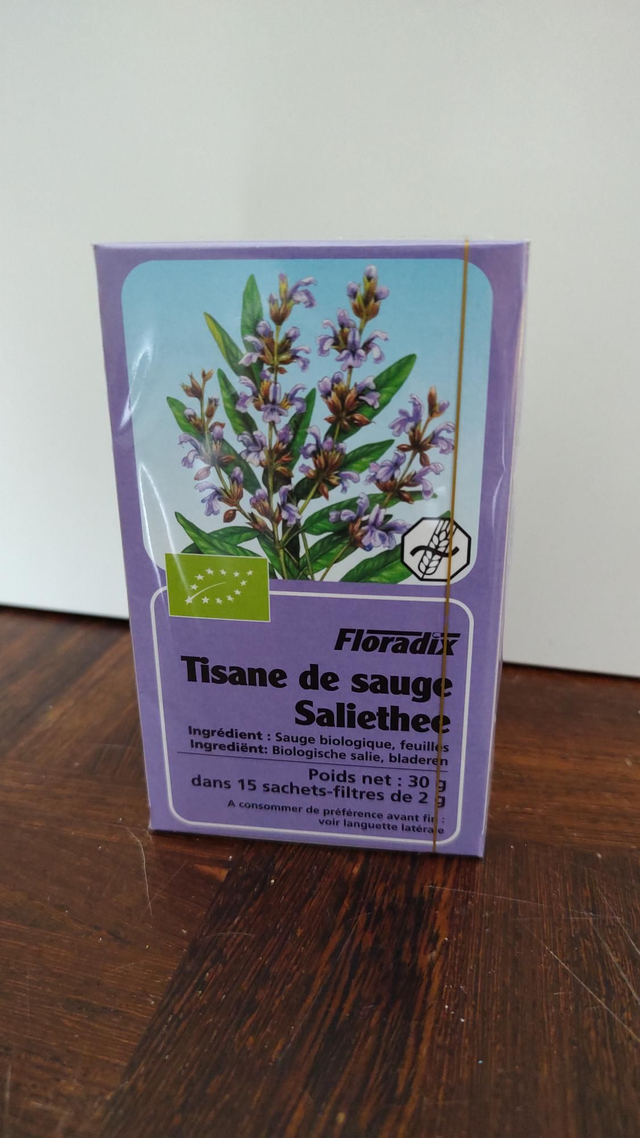 Floradix
Tisane de sauge
Saliethee
Ingrédient : Sauge biologique, feuilles
Ingrediënt: Biologische salie, bladeren
Poids net : 30 g
dans 15 sachets-filtres de 2 g
A consommer de préférence avant fin :
voir languette latérale